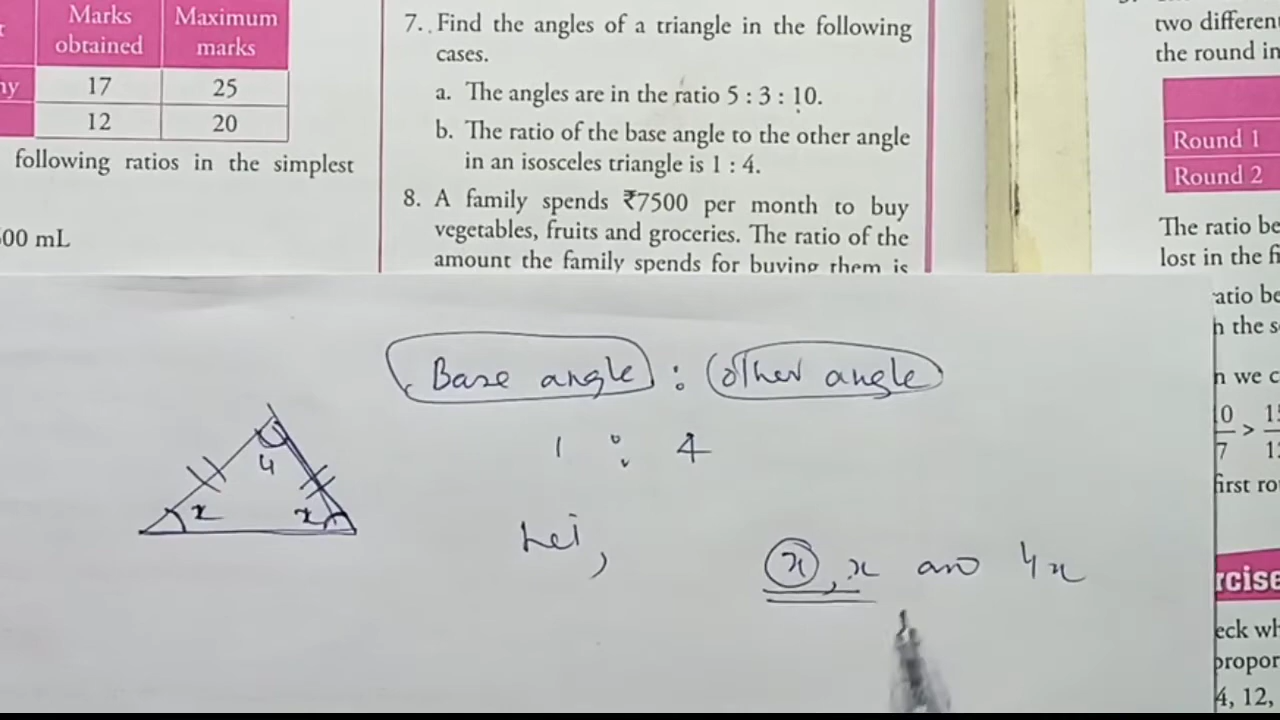 Marks obtained Maximum marks
17 25
12 20
following ratios in the simplest
00 mL
7. Find the angles of a triangle in the following
cases.
a. The angles are in the ratio 5 : 3 : 10.
b. The ratio of the base angle to the other angle
in an isosceles triangle is 1 : 4.
8. A family spends ₹7500 per month to buy
vegetables, fruits and groceries. The ratio of the
amount the family spends for buying them is
two different
the round in
Round 1
Round 2
The ratio be
lost in the fi
ratio be
n the s
n we c
10/7 > 1
first ro
rcise
eck wh
propor
4, 12,
Base angle : other angle
1 : 4
4
x x
Let,
x, x and 4x